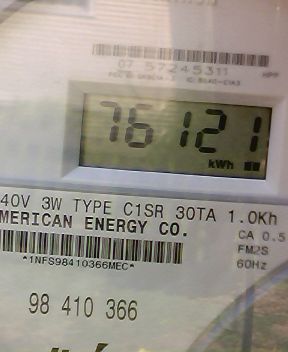 07 57245311
76121
kWh
40V 3W TYPE C1SR 30TA 1.0Kh
MERICAN ENERGY CO.
CA 0.5
FM2S
60Hz
*1NFS98410366MEC*
98 410 366